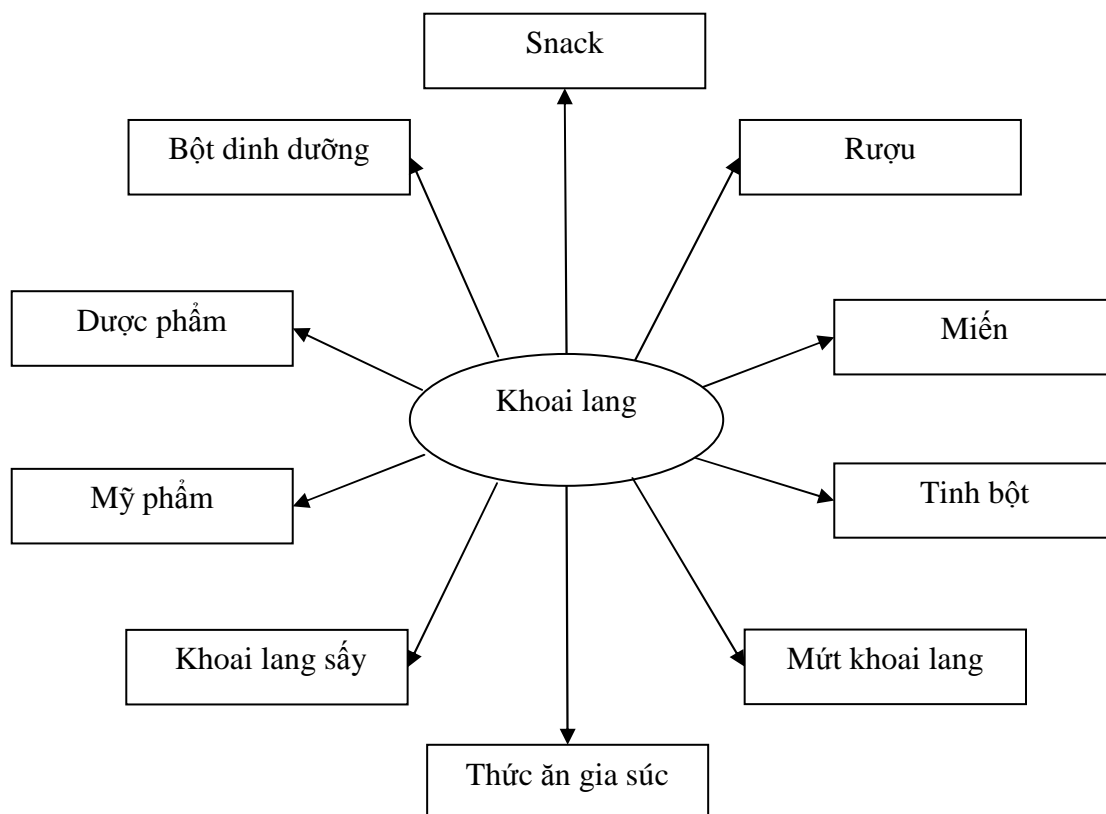 Snack
Bột dinh dưỡng
Rượu
Dược phẩm
Miến
Khoai lang
Mỹ phẩm
Tinh bột
Khoai lang sấy
Mứt khoai lang
Thức ăn gia súc